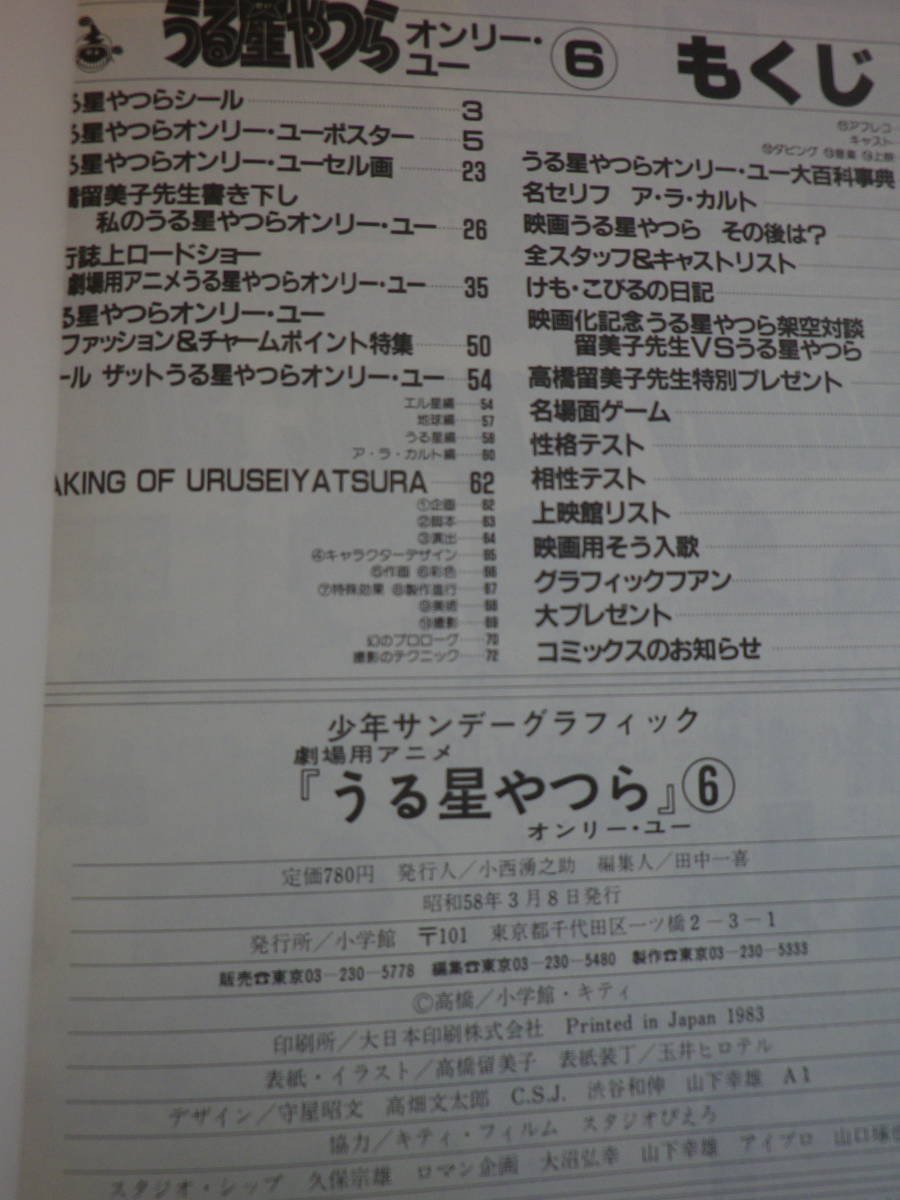 うる星やつら オンリー・ユー ⑥ もくじ
る星やつらシール 3
る星やつらオンリー・ユーポスター 5
る星やつらオンリー・ユーセル画 23
橋留美子先生書き下し
私のうる星やつらオンリー・ユー 26
行誌上ロードショー
劇場用アニメうる星やつらオンリー・ユー 35
る星やつらオンリー・ユー
ファッション&チャームポイント特集 50
ール ザットうる星やつらオンリー・ユー 54
エル星編 54
地球編 57
うる星編 58
ア・ラ・カルト編 60
AKING OF URUSEIYATSURA 62
①企画 62
②脚本 63
③演出 64
④キャラクターデザイン 65
⑤作画 ⑥彩色 66
⑦特殊効果 ⑧製作進行 67
⑨美術 68
⑩撮影 69
幻のプロローグ 70
撮影のテクニック 72
⑪アフレコ
キャスト
⑫ダビング ⑬音楽 ⑭上映
うる星やつらオンリー・ユー大百科事典
名セリフ ア・ラ・カルト
映画うる星やつら その後は?
全スタッフ&キャストリスト
けも・こびるの日記
映画化記念うる星やつら架空対談
留美子先生VSうる星やつら
高橋留美子先生特別プレゼント
名場面ゲーム
性格テスト
相性テスト
上映館リスト
映画用そう入歌
グラフィックフアン
大プレゼント
コミックスのお知らせ
少年サンデーグラフィック
劇場用アニメ
『うる星やつら』⑥
オンリー・ユー
定価780円 発行人/小西湧之助 編集人/田中一喜
昭和58年3月8日発行
発行所/小学館 〒101 東京都千代田区一ツ橋2-3-1
販売☎東京03-230-5778 編集☎東京03-230-5480 製作☎東京03-230-5333
©高橋/小学館・キティ
印刷所/大日本印刷株式会社 Printed in Japan 1983
表紙・イラスト/高橋留美子 表紙装丁/玉井ヒロテル
デザイン/守屋昭文 高畑文太郎 C.S.J. 渋谷和伸 山下幸雄 A1
協力/キティ・フィルム スタジオぴえろ
スタジオ・シップ 久保宗雄 ロマン企画 大沼弘幸 山下幸雄 アイプロ 山口琢也